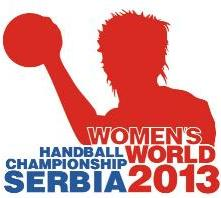 WOMEN'S
HANDBALL WORLD
CHAMPIONSHIP
SERBIA 2013